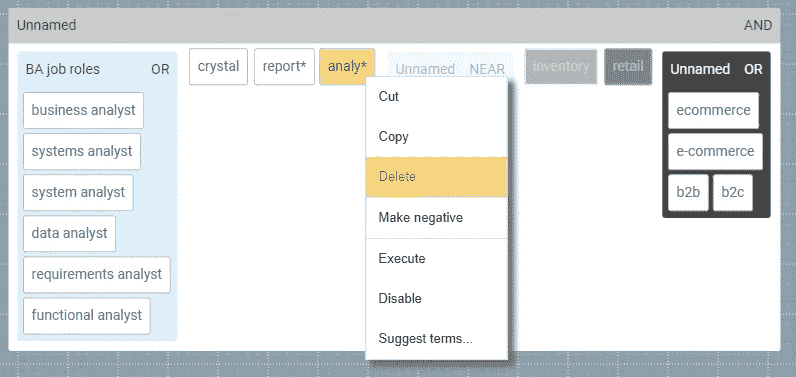 Unnamed AND
BA job roles OR
business analyst
systems analyst
system analyst
data analyst
requirements analyst
functional analyst
crystal
report*
analy*
Unnamed NEAR
Cut
Copy
Delete
Make negative
Execute
Disable
Suggest terms...
inventory
retail
Unnamed OR
ecommerce
e-commerce
b2b b2c